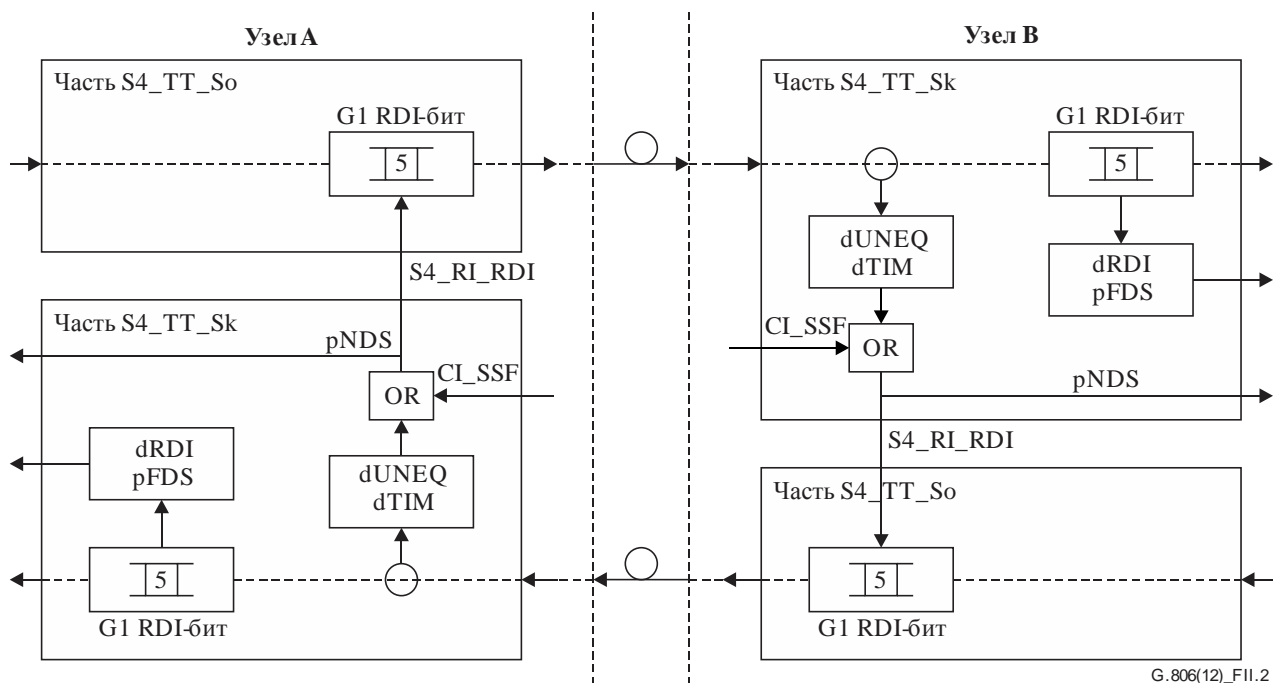 Узел A
Узел B
Часть S4_TT_So
G1 RDI-бит
5
S4_RI_RDI
Часть S4_TT_Sk
pNDS
CI_SSF
OR
dRDI
pFDS
dUNEQ
dTIM
5
G1 RDI-бит
Часть S4_TT_Sk
G1 RDI-бит
5
dUNEQ
dTIM
dRDI
pFDS
CI_SSF
OR
pNDS
S4_RI_RDI
Часть S4_TT_So
5
G1 RDI-бит
G.806(12)_FII.2